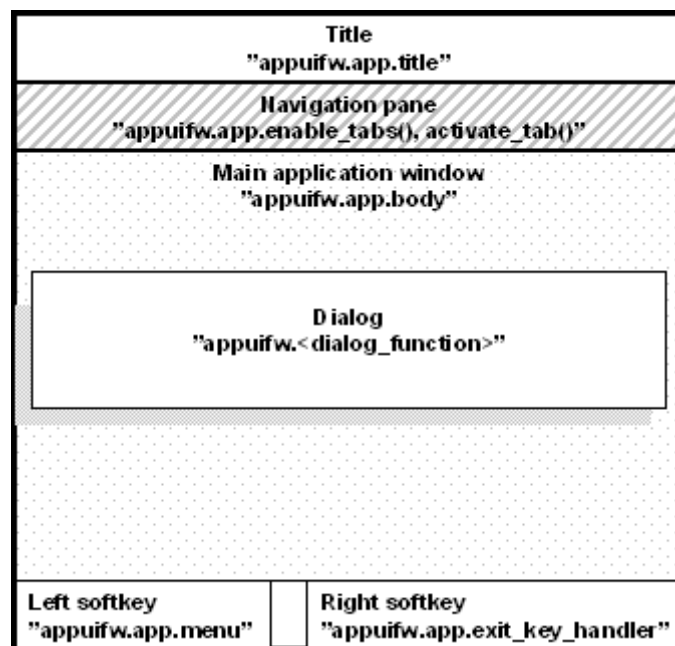 Title
"appuifw.app.title"
Navigation pane
"appuifw.app.enable_tabs(), activate_tab()"
Main application window
"appuifw.app.body"
Dialog
"appuifw.<dialog_function>"
Left softkey
"appuifw.app.menu"
Right softkey
"appuifw.app.exit_key_handler"